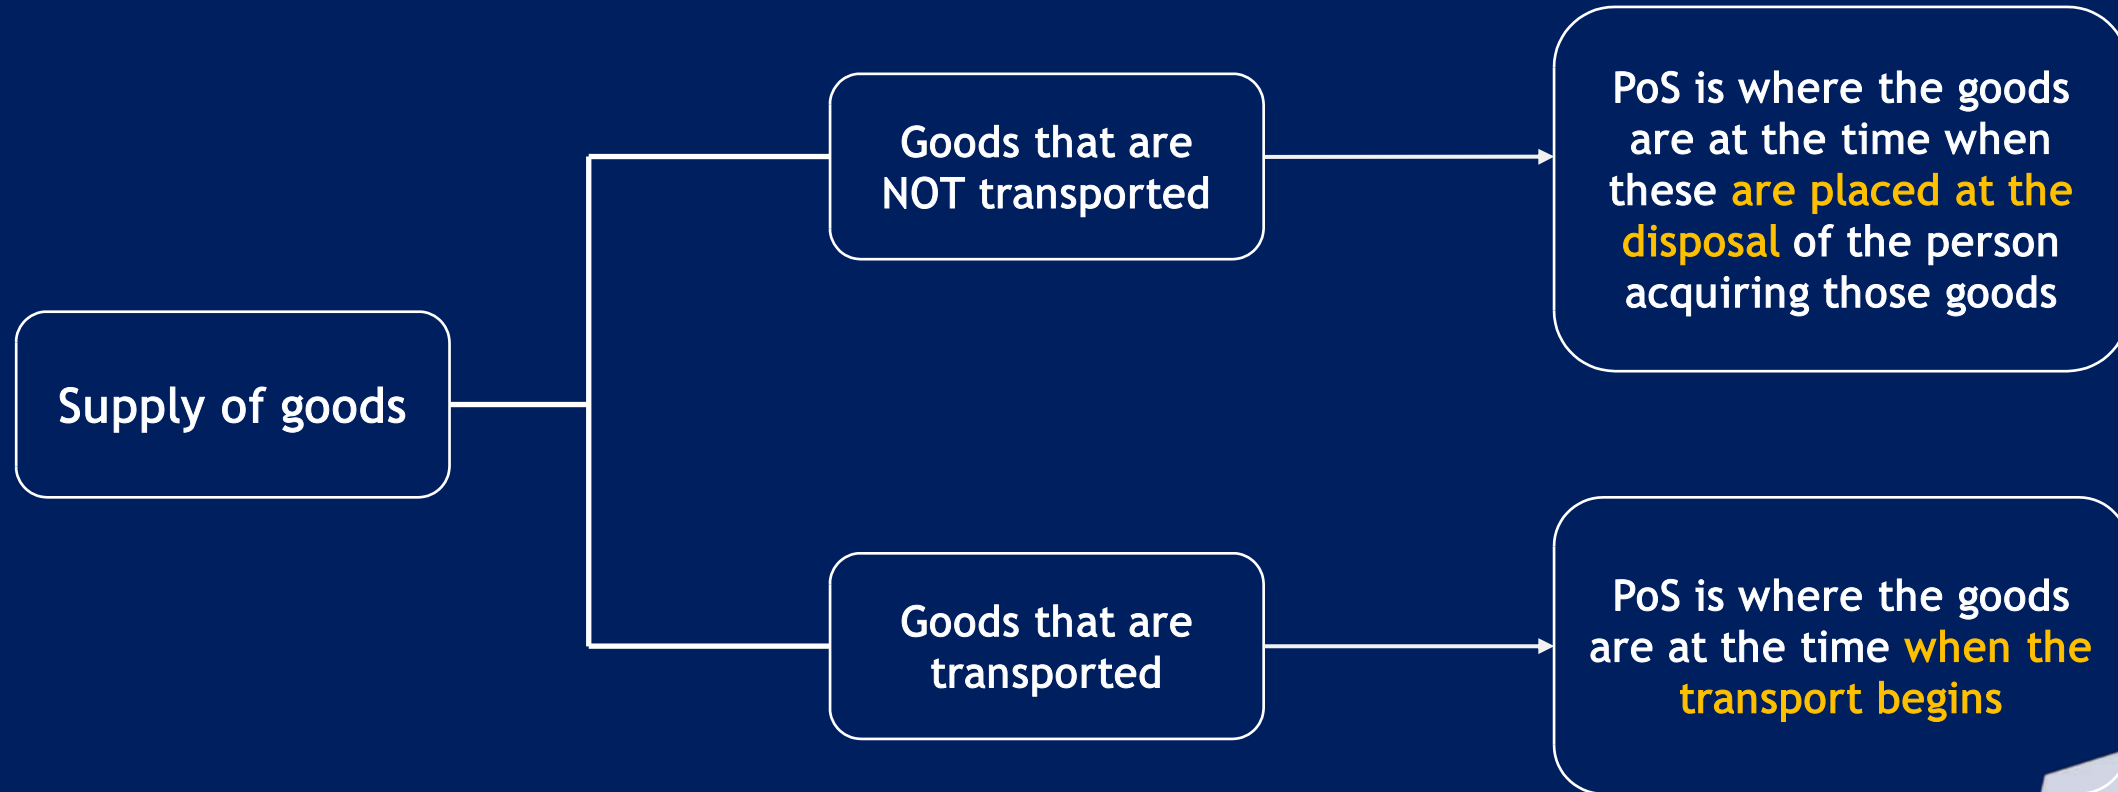 Supply of goods
Goods that are
NOT transported
PoS is where the goods
are at the time when
these are placed at the
disposal of the person
acquiring those goods
Goods that are
transported
PoS is where the goods
are at the time when the
transport begins